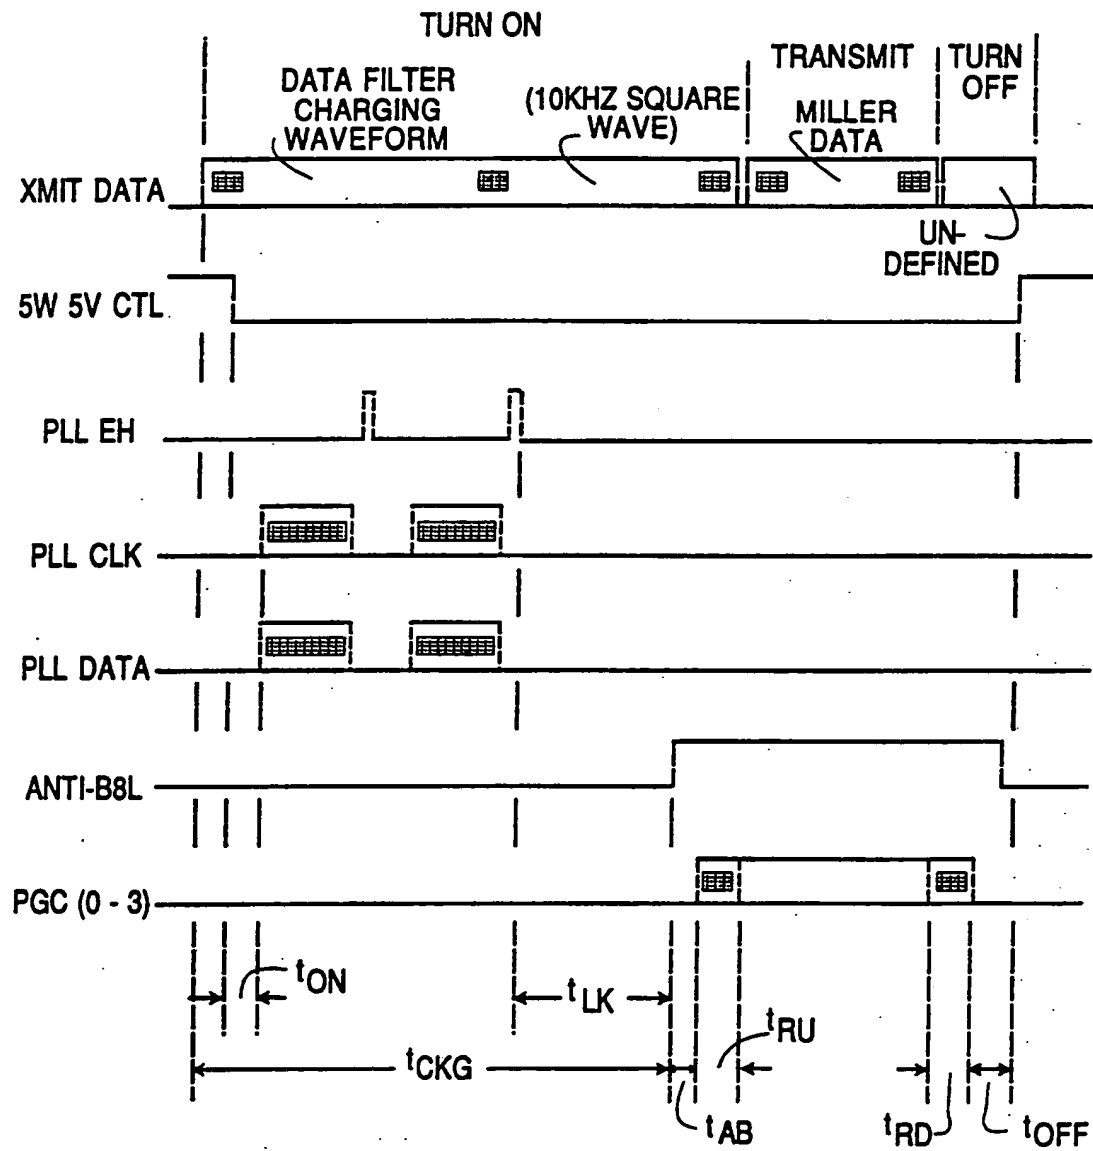 TURN ON
TRANSMIT
TURN OFF
DATA FILTER
CHARGING
WAVEFORM
(10KHZ SQUARE
WAVE)
MILLER
DATA
XMIT DATA
UN-
DEFINED
5W 5V CTL
PLL EH
PLL CLK
PLL DATA
ANTI-B8L
PGC (0 - 3)
tON
tLK
tRU
tCKG
tAB
tRD
tOFF